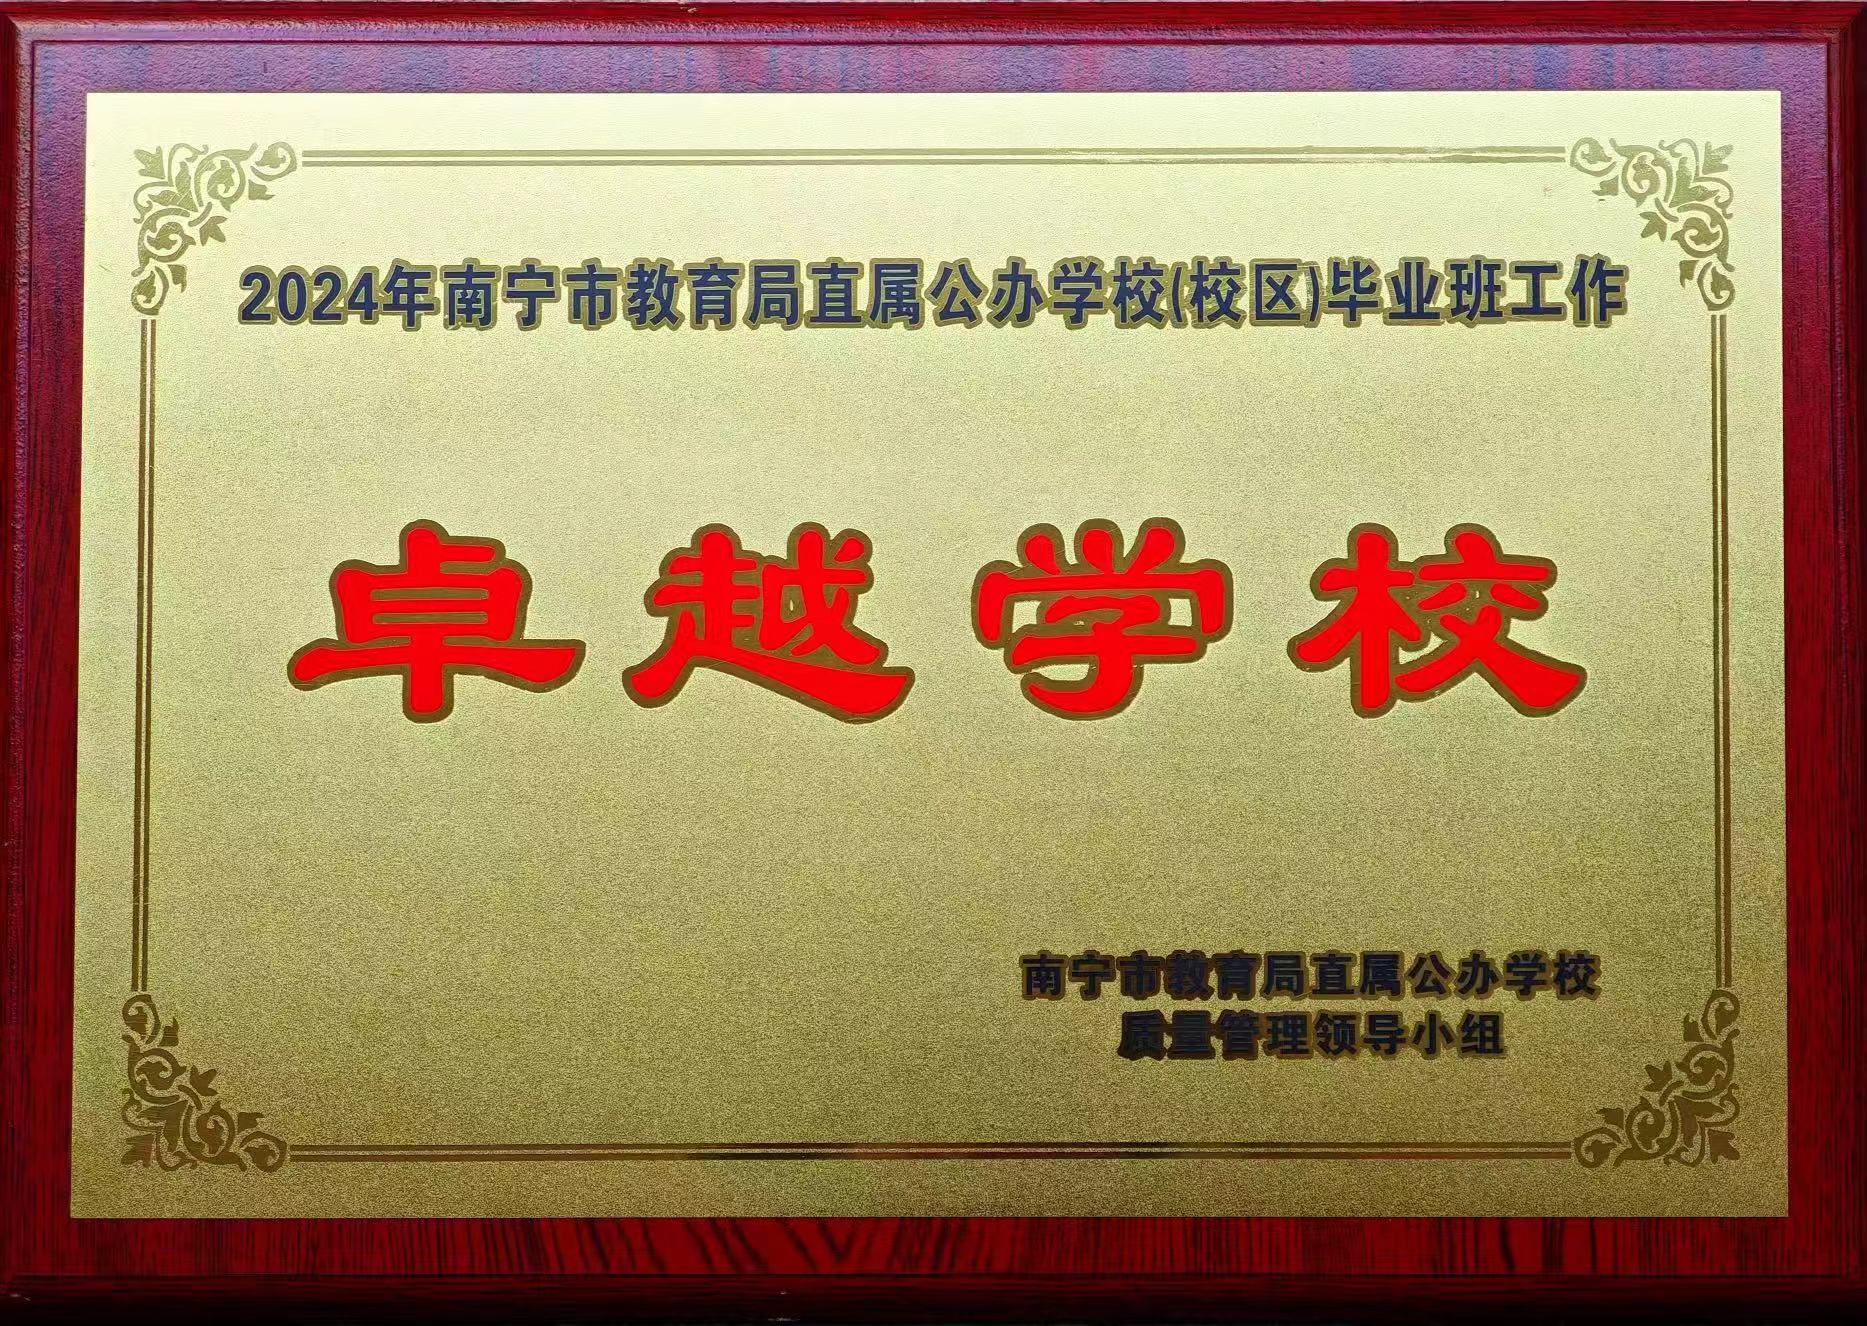 2024年南宁市教育局直属公办学校(校区)毕业班工作
卓越学校
南宁市教育局直属公办学校
质量管理领导小组